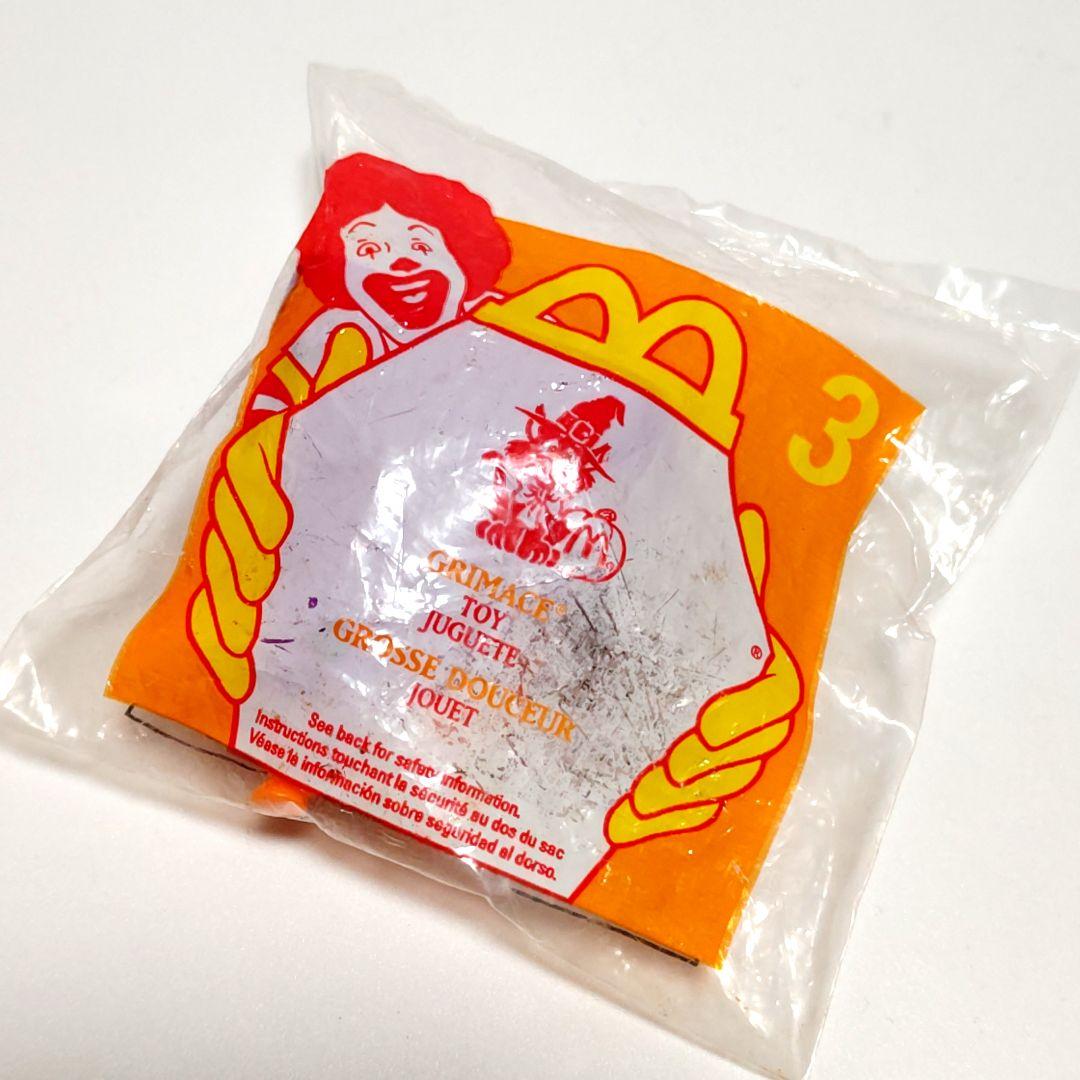 3
GRIMACE®
TOY
JUGUETE
GROSSE DOUCEUR
JOUET
See back for safety information.
Instructions touchant la sécurité au dos du sac
Véase la información sobre seguridad al dorso.
®